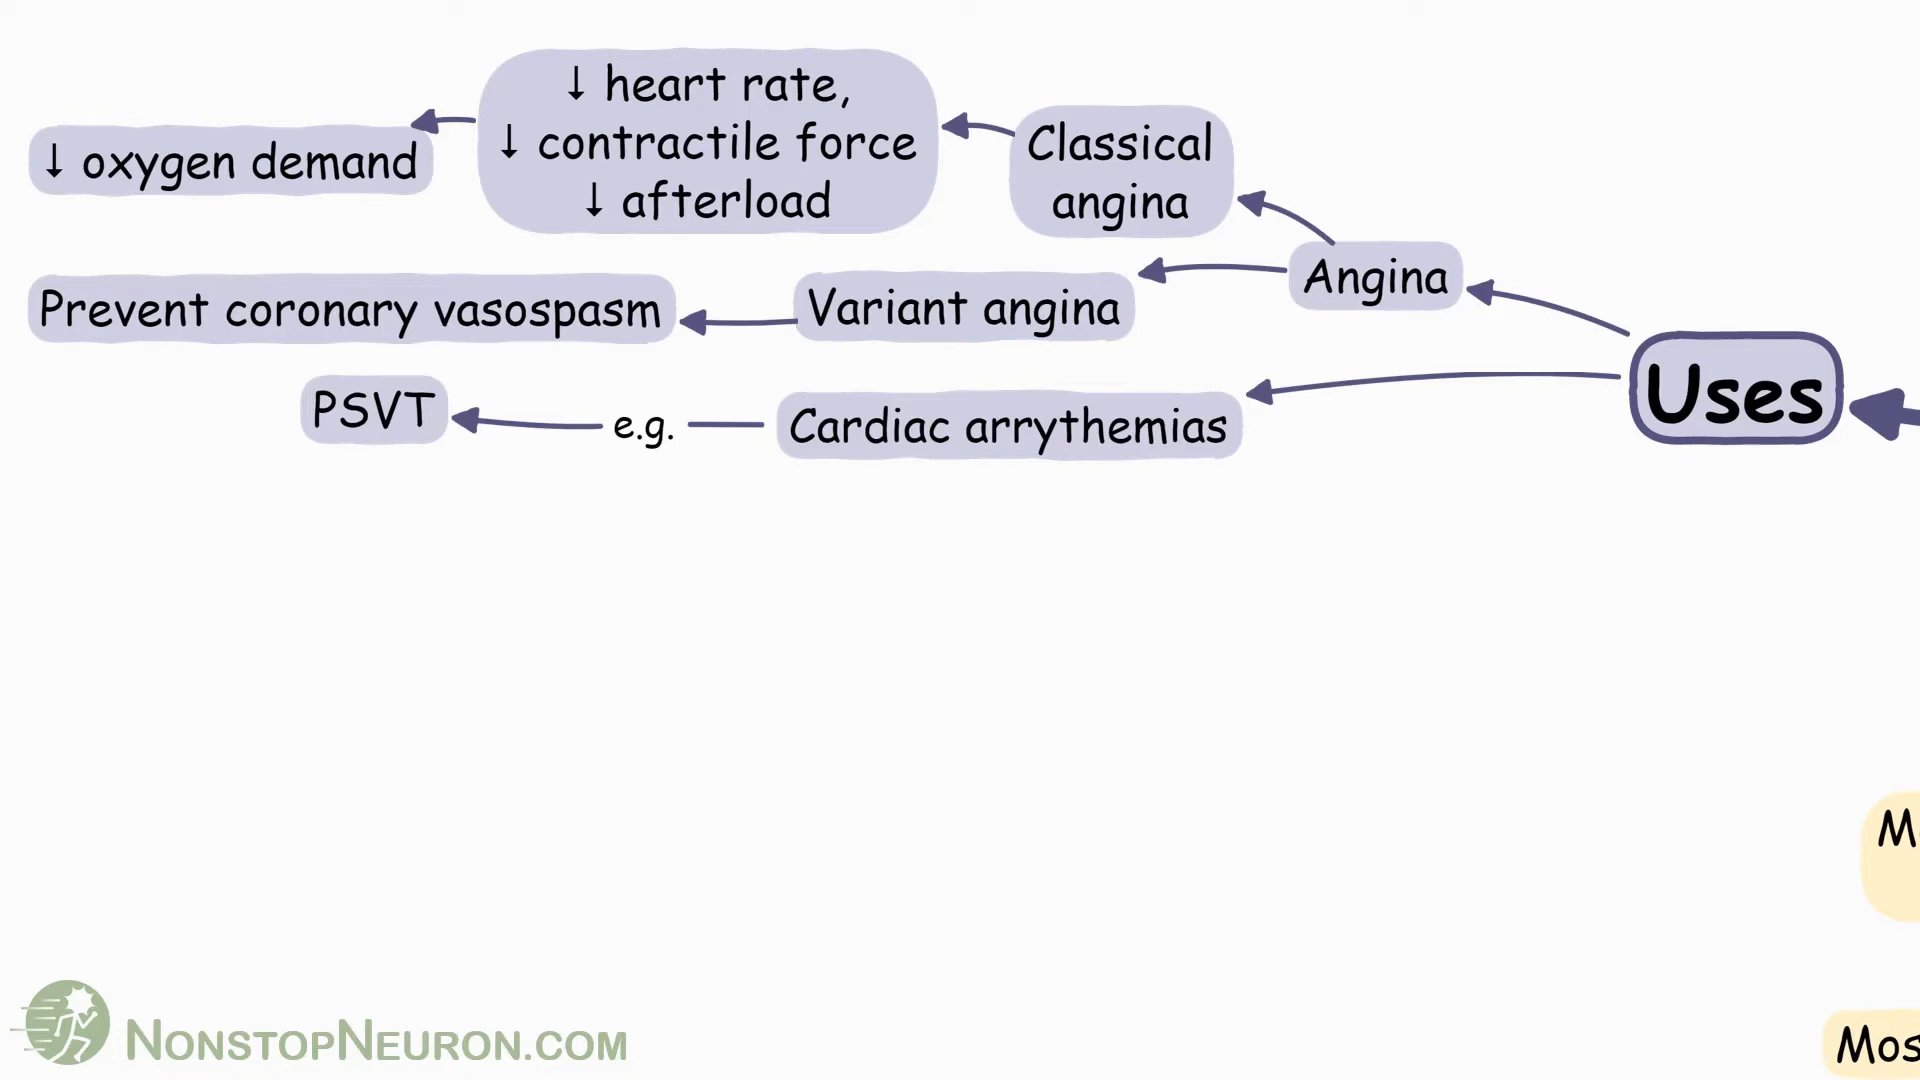 ↓ heart rate,
↓ contractile force
↓ afterload
Classical
angina
↓ oxygen demand
Angina
Prevent coronary vasospasm
Variant angina
Uses
PSVT
e.g.
Cardiac arrythemias
Mos
NonstopNeuron.com